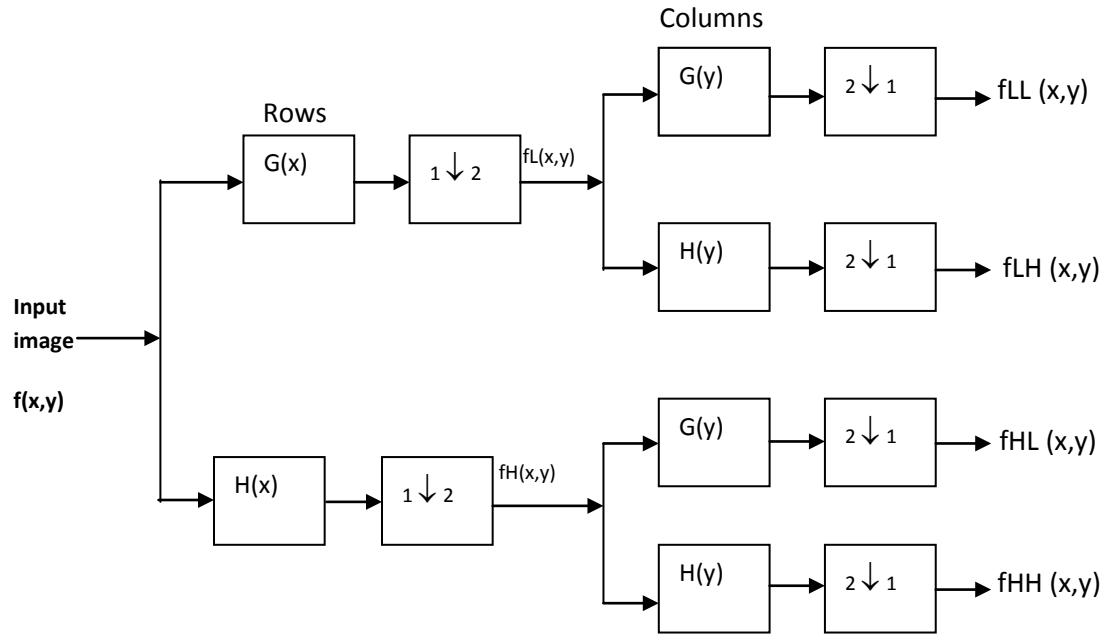 Columns
G(y)
2 ↓ 1
fLL (x,y)
Rows
G(x)
1 ↓ 2
fL(x,y)
H(y)
2 ↓ 1
fLH (x,y)
Input
image
f(x,y)
G(y)
2 ↓ 1
fHL (x,y)
H(x)
1 ↓ 2
fH(x,y)
H(y)
2 ↓ 1
fHH (x,y)